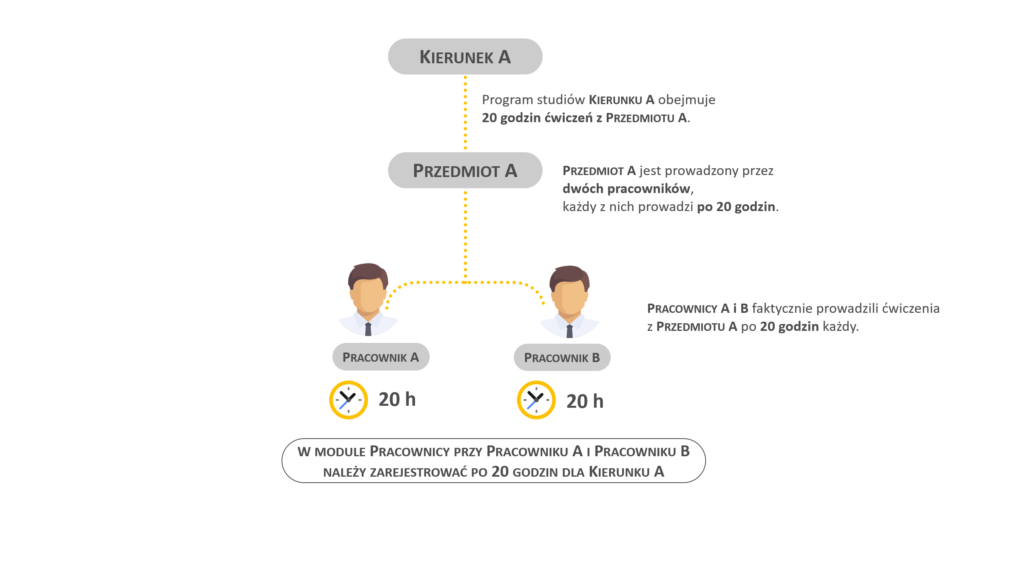 KIERUNEK A
Program studiów KIERUNKU A obejmuje
20 godzin ćwiczeń z PRZEDMIOTU A.
PRZEDMIOT A
PRZEDMIOT A jest prowadzony przez
dwóch pracowników,
każdy z nich prowadzi po 20 godzin.
PRACOWNICY A i B faktycznie prowadzili ćwiczenia
z PRZEDMIOTU A po 20 godzin każdy.
PRACOWNIK A
PRACOWNIK B
20 h
20 h
W MODULE PRACOWNICY PRZY PRACOWNIKU A I PRACOWNIKU B
NALEŻY ZAREJESTROWAĆ PO 20 GODZIN DLA KIERUNKU A